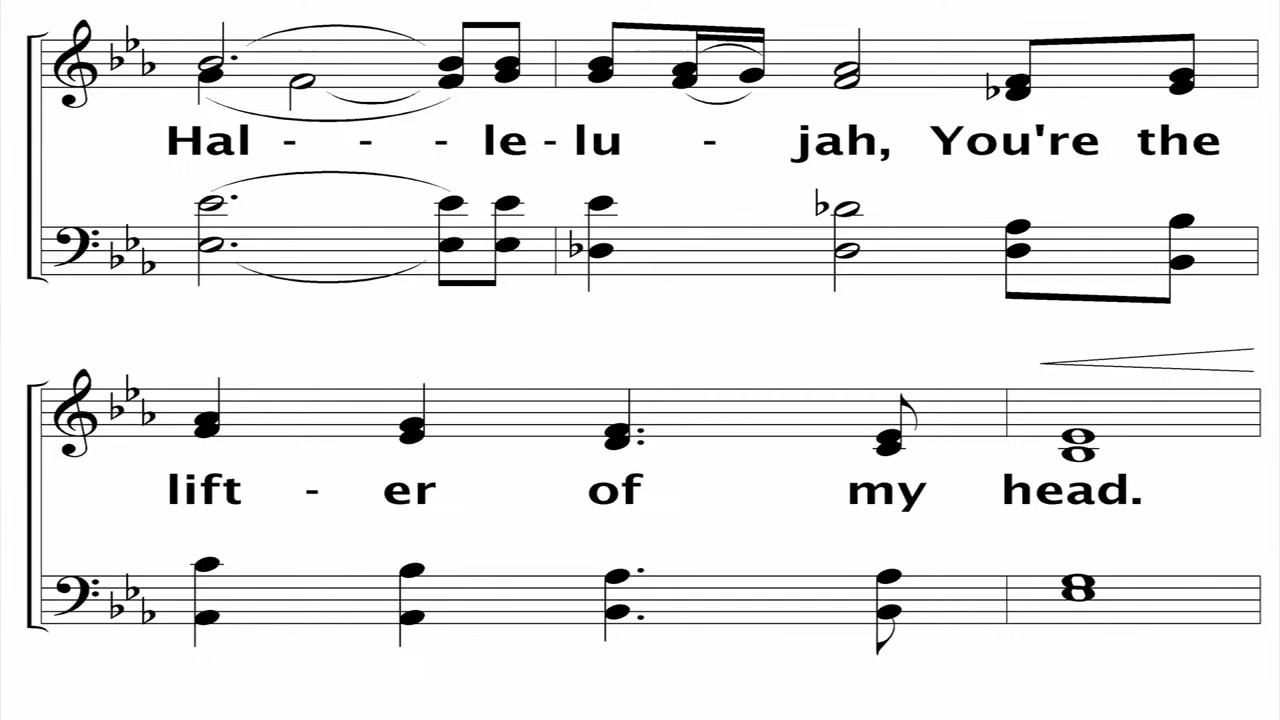 Hal - - - le - lu - jah, You're the
lift - er of my head.